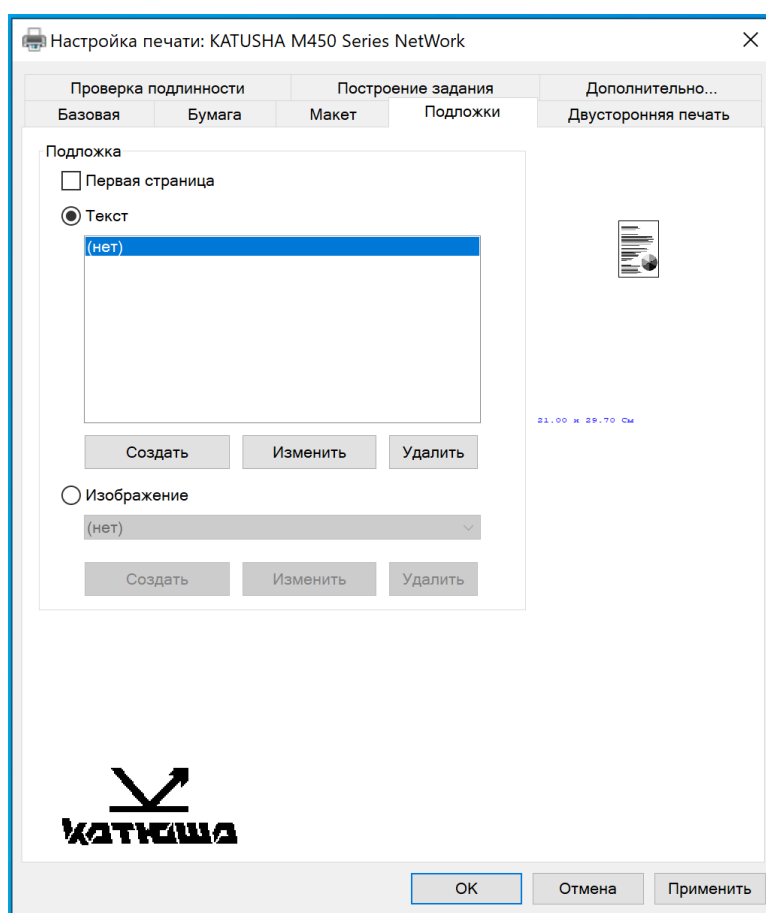 Настройка печати: KATUSHA M450 Series NetWork
Проверка подлинности Построение задания Дополнительно...
Базовая Бумага Макет Подложки Двусторонняя печать
Подложка
Первая страница
Текст
(нет)
21.00 и 29.70 См
Создать Изменить Удалить
Изображение
(нет)
Создать Изменить Удалить
катюша
OK Отмена Применить